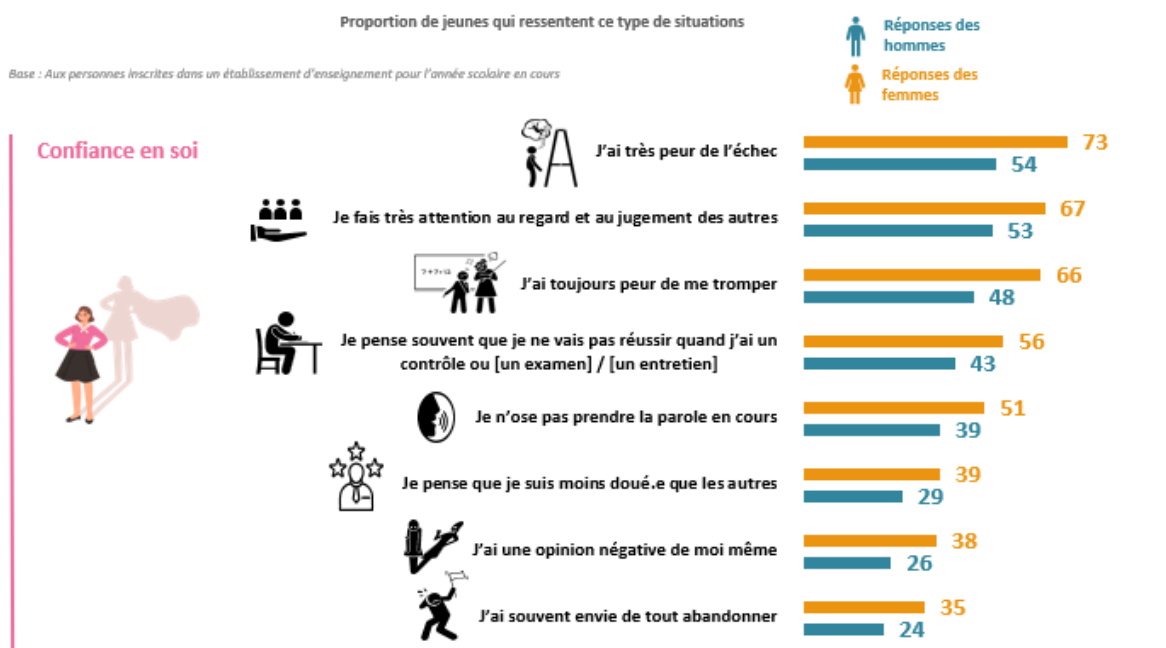 Proportion de jeunes qui ressentent ce type de situations
Réponses des
hommes
Base : Aux personnes inscrites dans un établissement d'enseignement pour l'année scolaire en cours
Réponses des
femmes
Confiance en soi
J'ai très peur de l'échec
73
54
Je fais très attention au regard et au jugement des autres
67
53
?+?=12
J'ai toujours peur de me tromper
66
48
Je pense souvent que je ne vais pas réussir quand j'ai un
contrôle ou [un examen] / [un entretien]
56
43
Je n'ose pas prendre la parole en cours
51
39
Je pense que je suis moins doué.e que les autres
39
29
J'ai une opinion négative de moi même
38
26
J'ai souvent envie de tout abandonner
35
24